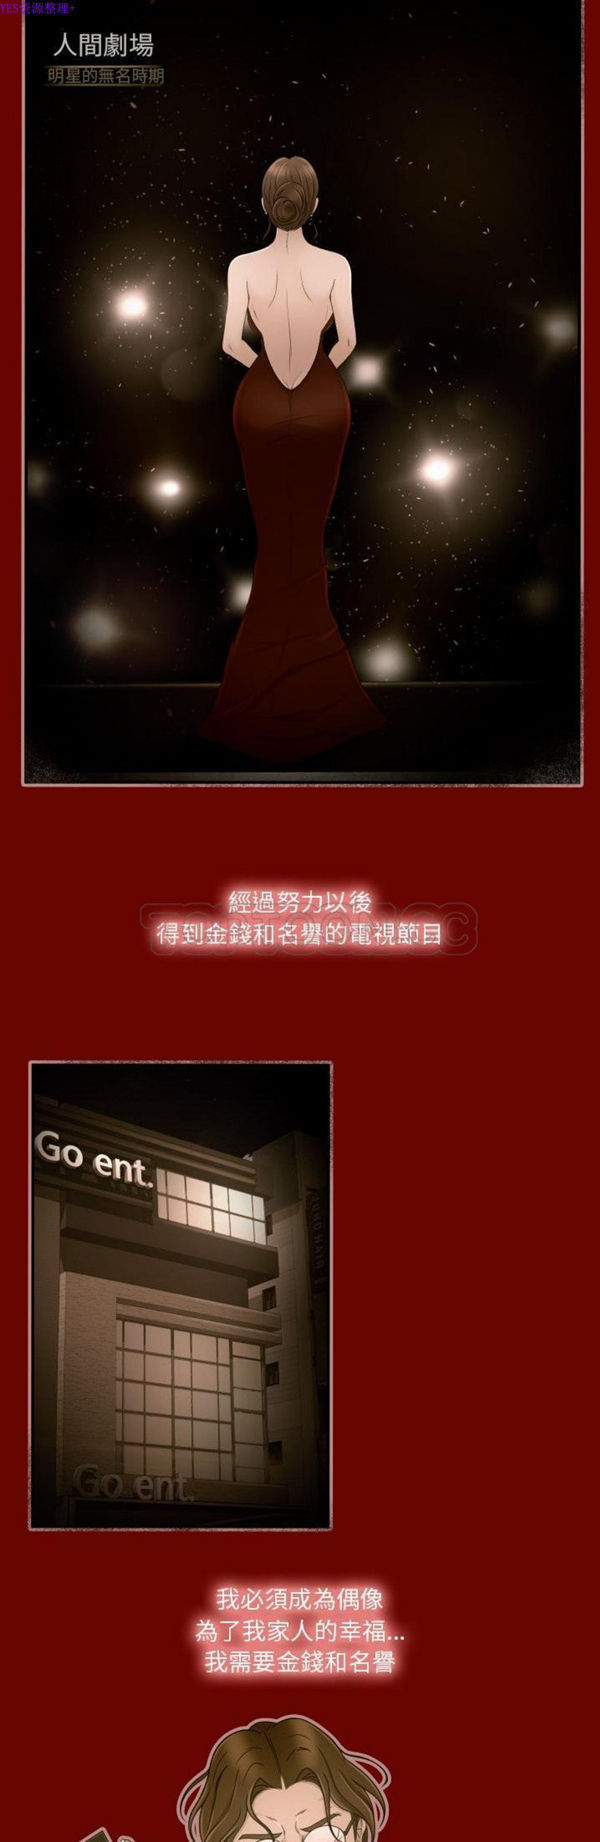 YES资源整理+
人間劇場
明星的無名時期
經過努力以後
得到金錢和名譽的電視節目
Go ent.
Go ent.
我必須成為偶像
為了我家人的幸福...
我需要金錢和名譽